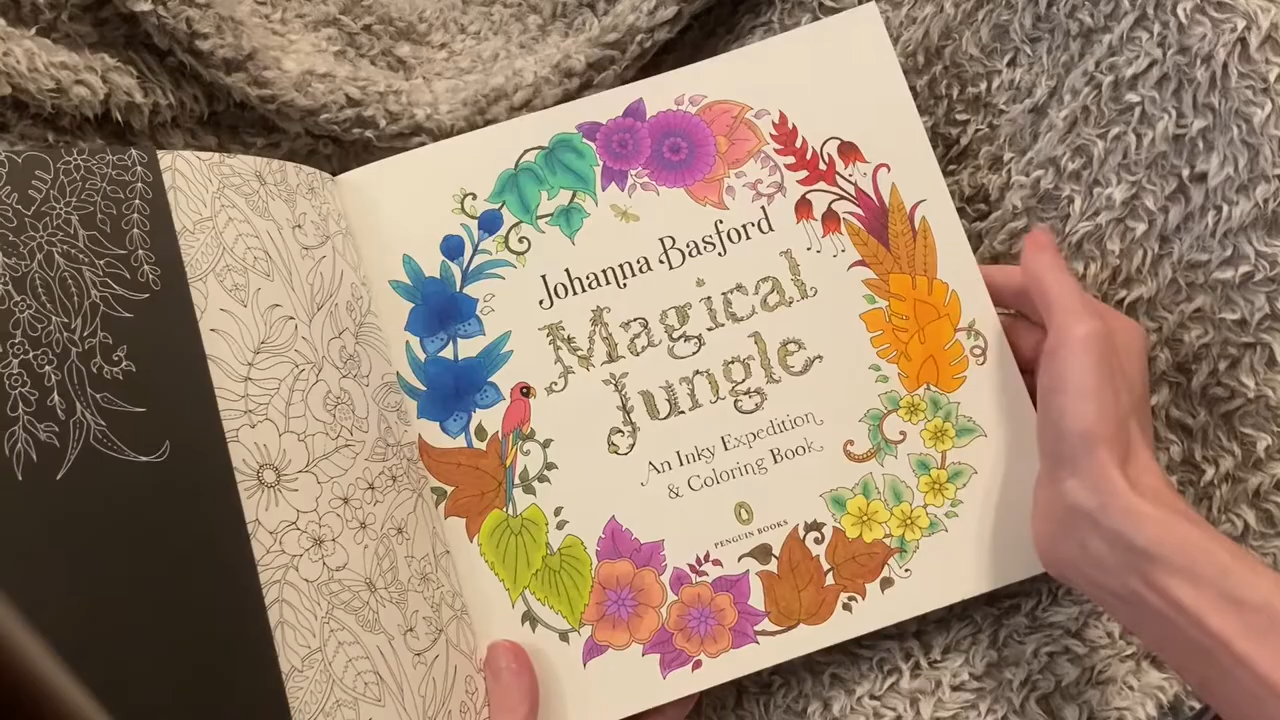 Johanna Basford
Magical
Jungle
An Inky Expedition
& Coloring Book
PENGUIN BOOKS